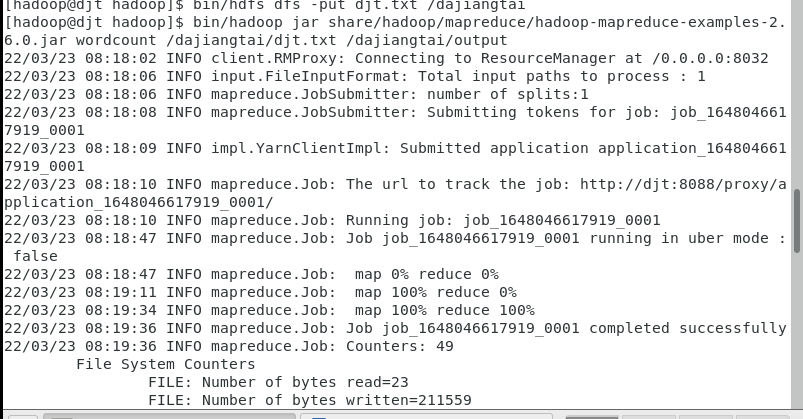 [hadoop@djt hadoop]$ bin/hdfs dfs -put djt.txt /dajiangtai
[hadoop@djt hadoop]$ bin/hadoop jar share/hadoop/mapreduce/hadoop-mapreduce-examples-2.
6.0.jar wordcount /dajiangtai/djt.txt /dajiangtai/output
22/03/23 08:18:02 INFO client.RMProxy: Connecting to ResourceManager at /0.0.0.0:8032
22/03/23 08:18:06 INFO input.FileInputFormat: Total input paths to process : 1
22/03/23 08:18:06 INFO mapreduce.JobSubmitter: number of splits:1
22/03/23 08:18:08 INFO mapreduce.JobSubmitter: Submitting tokens for job: job_164804661
7919_0001
22/03/23 08:18:09 INFO impl.YarnClientImpl: Submitted application application_164804661
7919_0001
22/03/23 08:18:10 INFO mapreduce.Job: The url to track the job: http://djt:8088/proxy/a
pplication_1648046617919_0001/
22/03/23 08:18:10 INFO mapreduce.Job: Running job: job_1648046617919_0001
22/03/23 08:18:47 INFO mapreduce.Job: Job job_1648046617919_0001 running in uber mode :
 false
22/03/23 08:18:47 INFO mapreduce.Job:  map 0% reduce 0%
22/03/23 08:19:11 INFO mapreduce.Job:  map 100% reduce 0%
22/03/23 08:19:34 INFO mapreduce.Job:  map 100% reduce 100%
22/03/23 08:19:36 INFO mapreduce.Job: Job job_1648046617919_0001 completed successfully
22/03/23 08:19:36 INFO mapreduce.Job: Counters: 49
        File System Counters
                FILE: Number of bytes read=23
                FILE: Number of bytes written=211559